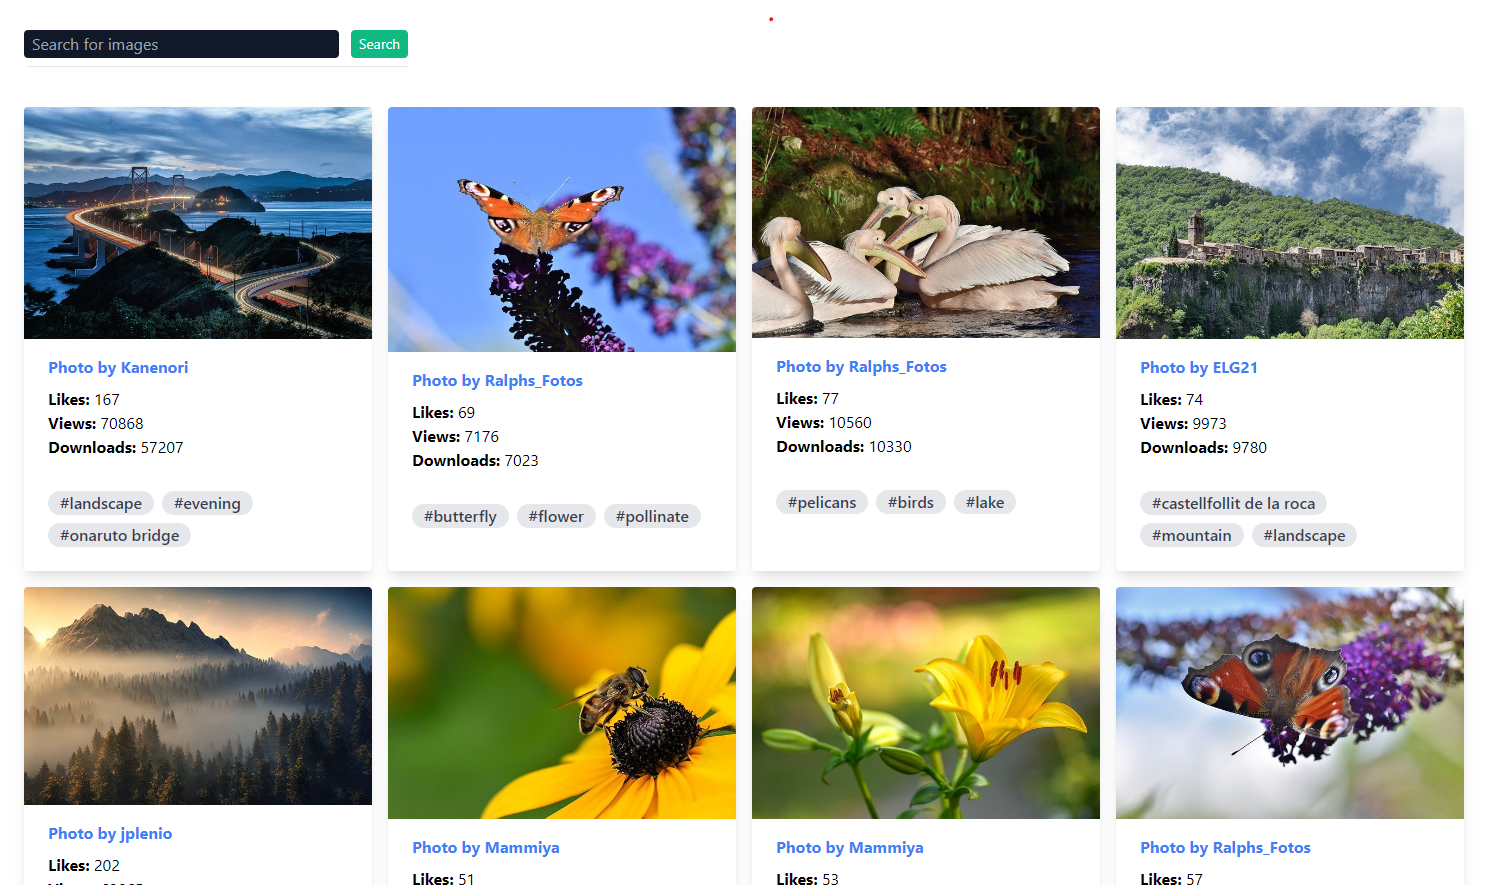 Search for images
Search
Photo by Kanenori
Likes: 167
Views: 70868
Downloads: 57207
#landscape
#evening
#onaruto bridge
Photo by Ralphs_Fotos
Likes: 69
Views: 7176
Downloads: 7023
#butterfly
#flower
#pollinate
Photo by Ralphs_Fotos
Likes: 77
Views: 10560
Downloads: 10330
#pelicans
#birds
#lake
Photo by ELG21
Likes: 74
Views: 9973
Downloads: 9780
#castellfollit de la roca
#mountain
#landscape
Photo by jplenio
Likes: 202
Photo by Mammiya
Likes: 51
Photo by Mammiya
Likes: 53
Photo by Ralphs_Fotos
Likes: 57